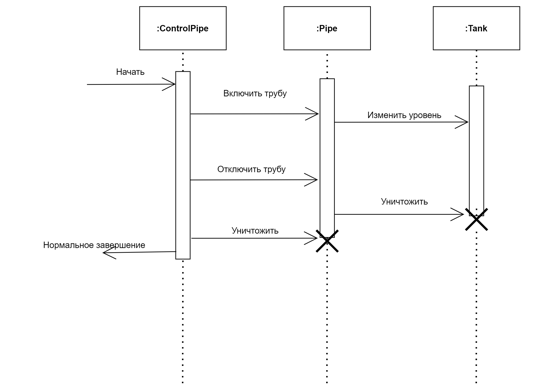 :ControlPipe
:Pipe
:Tank
Начать
Включить трубу
Изменить уровень
Отключить трубу
Уничтожить
Уничтожить
Нормальное завершение